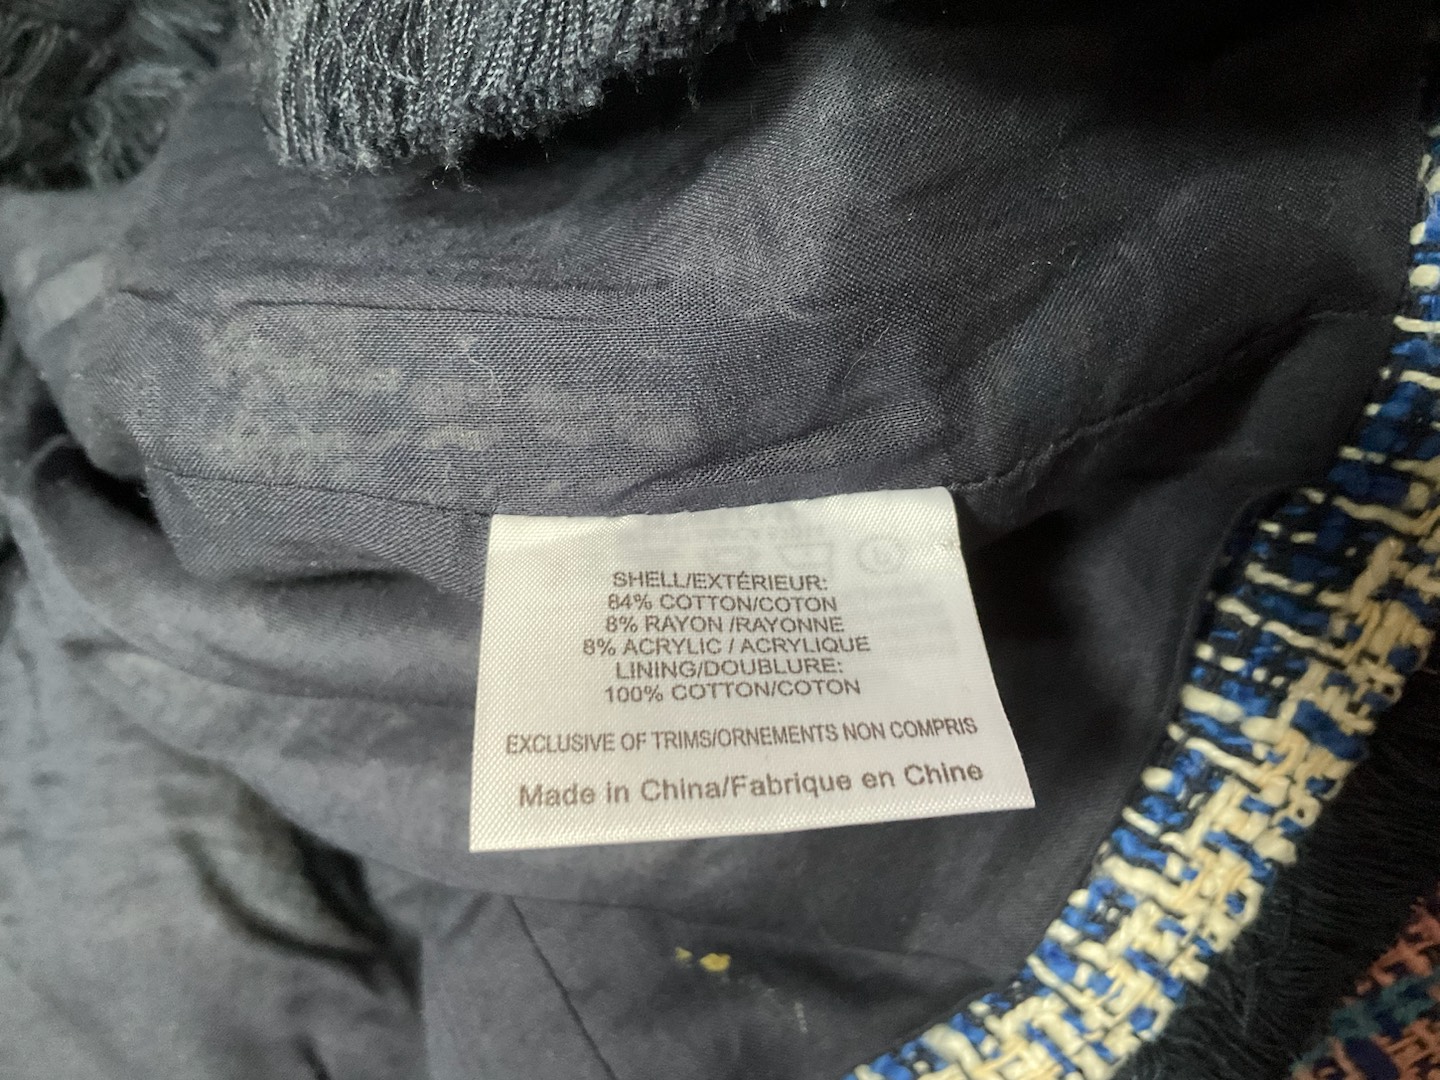 SHELL/EXTÉRIEUR:
84% COTTON/COTON
8% RAYON /RAYONNE
8% ACRYLIC / ACRYLIQUE
LINING/DOUBLURE:
100% COTTON/COTON
EXCLUSIVE OF TRIMS/ORNEMENTS NON COMPRIS
Made in China/Fabrique en Chine